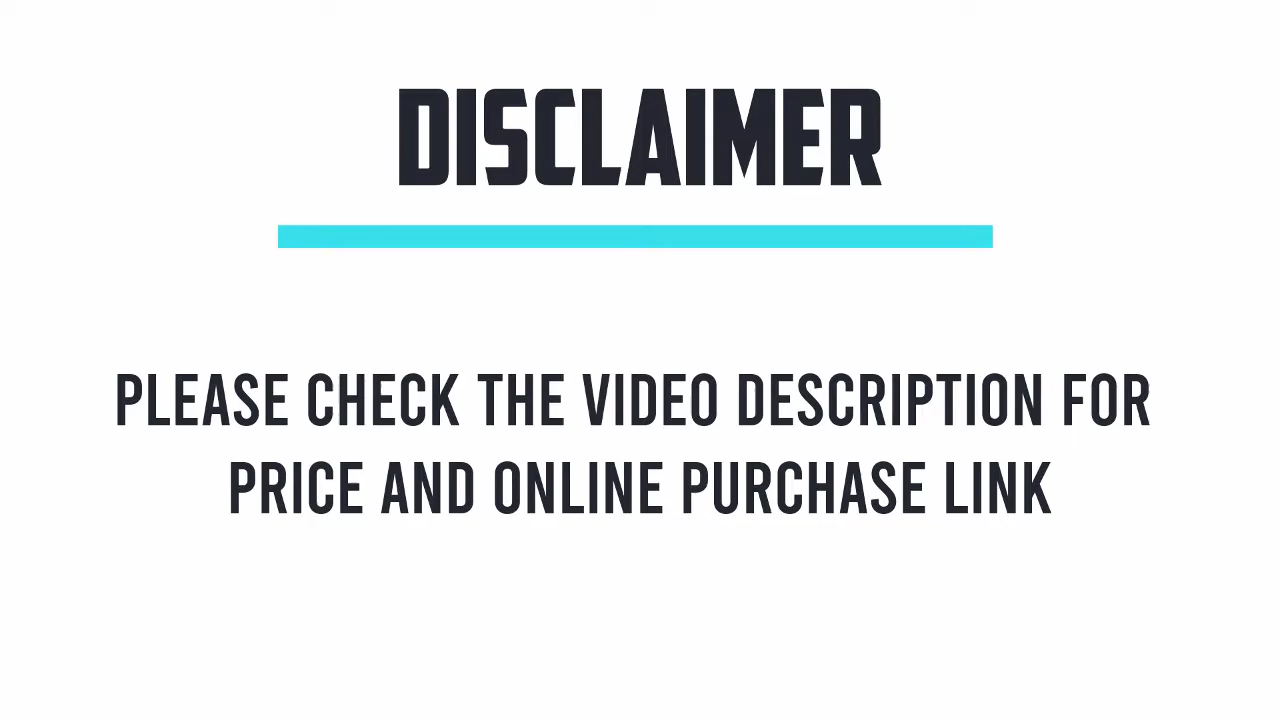 DISCLAIMER
PLEASE CHECK THE VIDEO DESCRIPTION FOR
PRICE AND ONLINE PURCHASE LINK